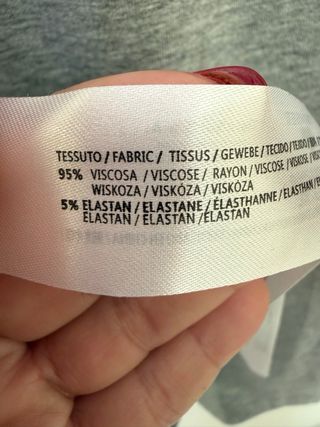 TESSUTO / FABRIC / TISSUS / GEWEBE / TECIDO / TEJIDO /
95% VISCOSA / VISCOSE / RAYON / VISCOSE / VISKOSE /
WISKOZA / VISKÓZA / VISKÓZA
5% ELASTAN / ELASTANE / ÉLASTHANNE / ELASTHAN /
ELASTAN / ELASTAN / ELASTAN